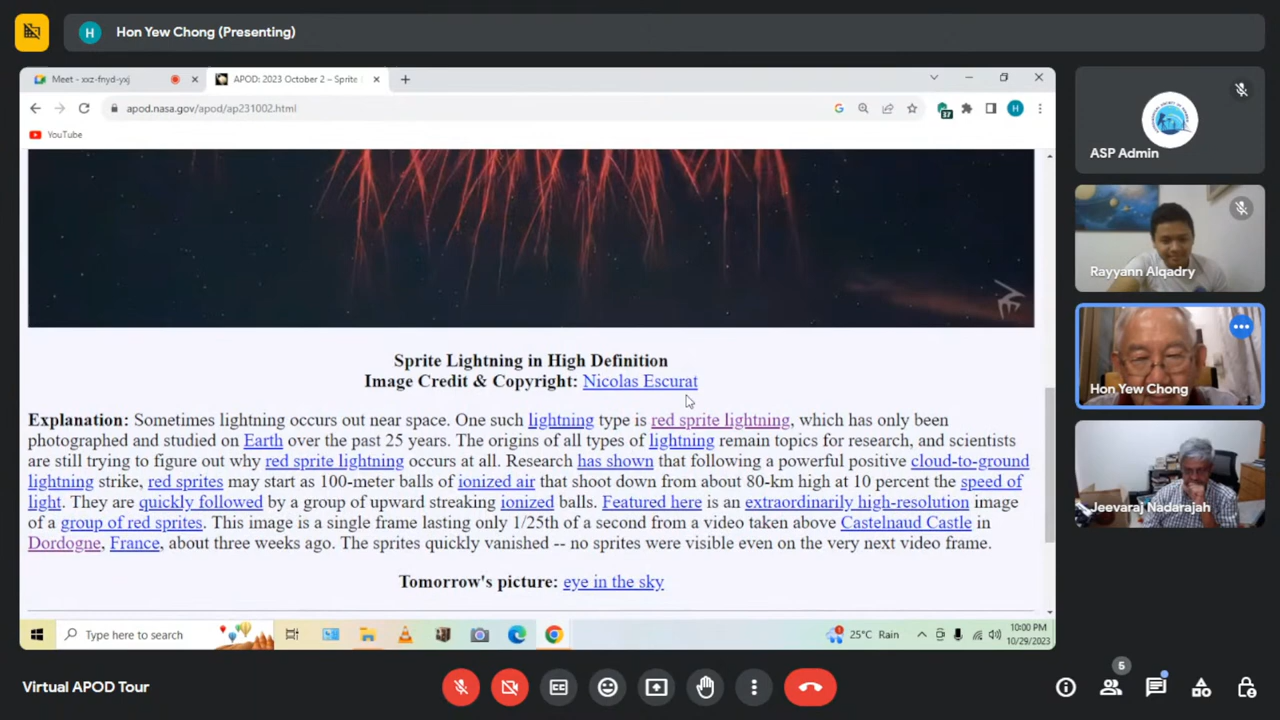 H Hon Yew Chong (Presenting)
Meet - xxz-fnyd-yxj
APOD: 2023 October 2 – Sprite
apod.nasa.gov/apod/ap231002.html
37
H
YouTube
Sprite Lightning in High Definition
Image Credit & Copyright: Nicolas Escurat
Explanation: Sometimes lightning occurs out near space. One such lightning type is red sprite lightning, which has only been
photographed and studied on Earth over the past 25 years. The origins of all types of lightning remain topics for research, and scientists
are still trying to figure out why red sprite lightning occurs at all. Research has shown that following a powerful positive cloud-to-ground
lightning strike, red sprites may start as 100-meter balls of ionized air that shoot down from about 80-km high at 10 percent the speed of
light. They are quickly followed by a group of upward streaking ionized balls. Featured here is an extraordinarily high-resolution image
of a group of red sprites. This image is a single frame lasting only 1/25th of a second from a video taken above Castelnaud Castle in
Dordogne, France, about three weeks ago. The sprites quickly vanished -- no sprites were visible even on the very next video frame.
Tomorrow's picture: eye in the sky
Type here to search
25°C Rain
10:00 PM
10/29/2023
ASP Admin
Rayyann Alqadry
Hon Yew Chong
Jeevaraj Nadarajah
Virtual APOD Tour
5